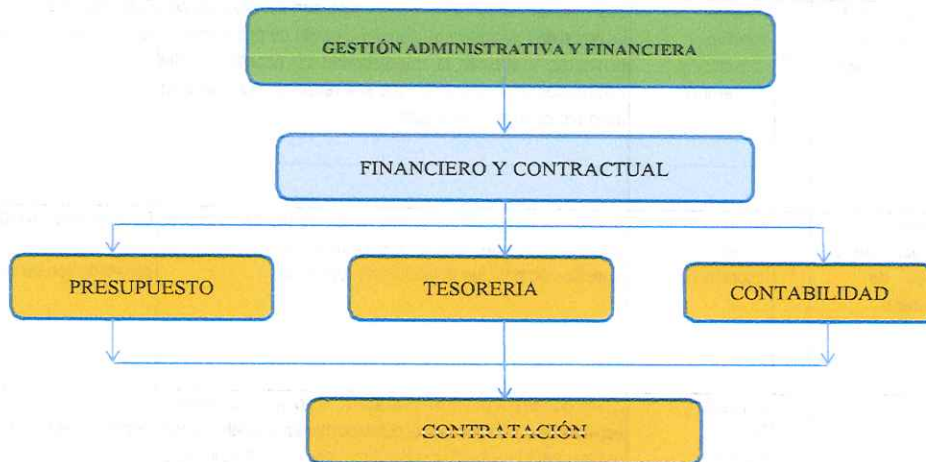 GESTIÓN ADMINISTRATIVA Y FINANCIERA
FINANCIERO Y CONTRACTUAL
PRESUPUESTO
TESORERIA
CONTABILIDAD
CONTRATACIÓN